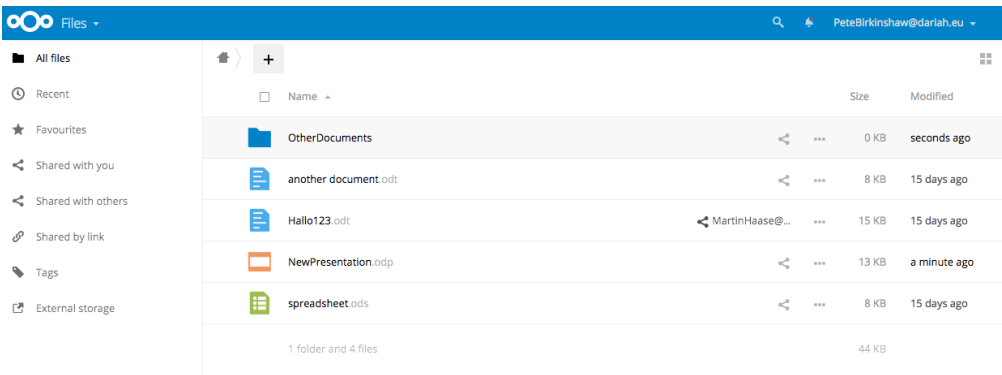 Files
PeteBirkinshaw@dariah.eu
All files
Recent
Favourites
Shared with you
Shared with others
Shared by link
Tags
External storage
+
Name Size Modified
OtherDocuments ••• 0 KB seconds ago
another document.odt ••• 8 KB 15 days ago
Hallo123.odt MartinHaase@... ••• 15 KB 15 days ago
NewPresentation.odp ••• 13 KB a minute ago
spreadsheet.ods ••• 8 KB 15 days ago
1 folder and 4 files 44 KB